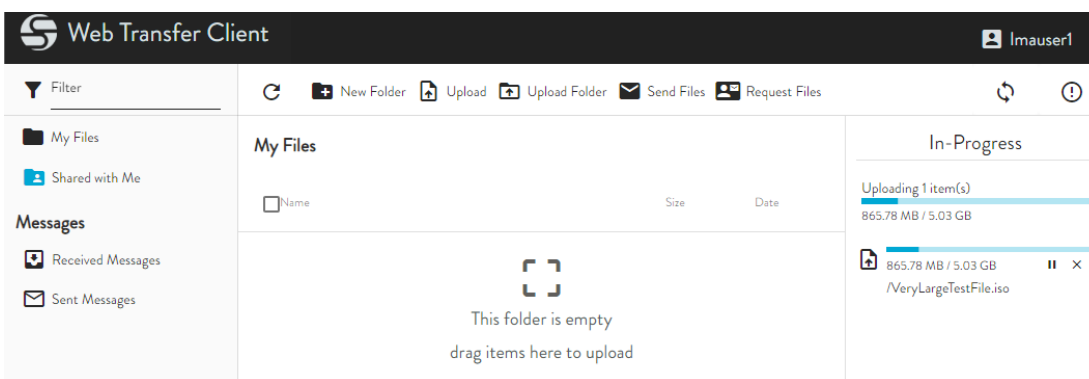 Web Transfer Client
lmauser1
Filter
New Folder Upload Upload Folder Send Files Request Files
My Files
Shared with Me
Messages
Received Messages
Sent Messages
My Files
Name Size Date
This folder is empty
drag items here to upload
In-Progress
Uploading 1 item(s)
865.78 MB / 5.03 GB
865.78 MB / 5.03 GB
/VeryLargeTestFile.iso